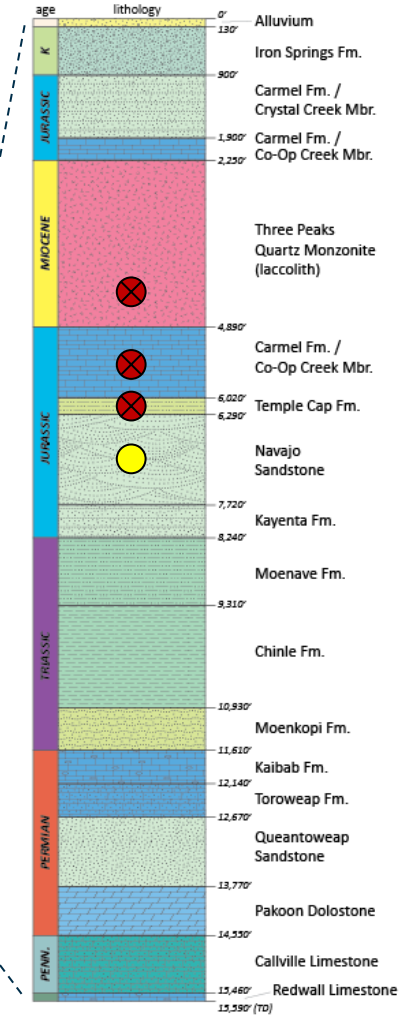 age
lithology
0'
Alluvium
130'
K
Iron Springs Fm.
900'
JURASSIC
Carmel Fm. /
Crystal Creek Mbr.
1,900'
Carmel Fm. /
Co-Op Creek Mbr.
2,250'
MIOCENE
Three Peaks
Quartz Monzonite
(laccolith)
4,890'
JURASSIC
Carmel Fm. /
Co-Op Creek Mbr.
6,020'
Temple Cap Fm.
6,290'
Navajo
Sandstone
7,720'
Kayenta Fm.
8,240'
TRIASSIC
Moenave Fm.
9,310'
Chinle Fm.
10,930'
Moenkopi Fm.
11,610'
PERMIAN
Kaibab Fm.
12,140'
Toroweap Fm.
12,670'
Queantoweap
Sandstone
13,770'
Pakoon Dolostone
14,530'
PENN.
Callville Limestone
15,460'
Redwall Limestone
15,590' (TD)